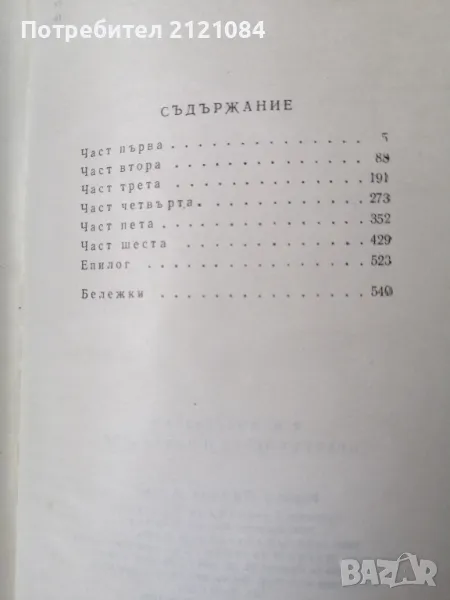 Потребител 2121084
СЪДЪРЖАНИЕ
Част първа . . . . . . . . . . . . . 5
Част втора . . . . . . . . . . . . . 88
Част трета . . . . . . . . . . . . . 191
Част четвърта. . . . . . . . . . . . 273
Част пета . . . . . . . . . . . . . 352
Част шеста . . . . . . . . . . . . . 429
Епилог . . . . . . . . . . . . . . 523
Бележки . . . . . . . . . . . . . . 540
BAZAR